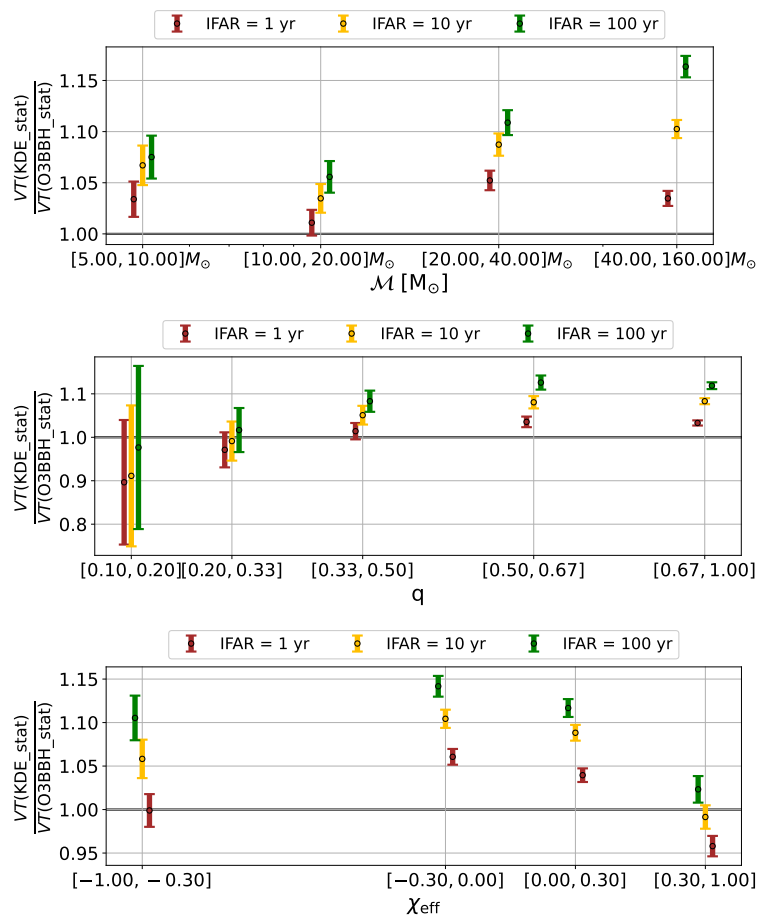 IFAR = 1 yr IFAR = 10 yr IFAR = 100 yr
VT(KDE_stat)
VT(O3BBH_stat)
1.15
1.10
1.05
1.00
[5.00, 10.00]M⊙ [10.00, 20.00]M⊙ [20.00, 40.00]M⊙ [40.00, 160.00]M⊙
ℳ [M⊙]
IFAR = 1 yr IFAR = 10 yr IFAR = 100 yr
VT(KDE_stat)
VT(O3BBH_stat)
1.1
1.0
0.9
0.8
[0.10, 0.20] [0.20, 0.33] [0.33, 0.50] [0.50, 0.67] [0.67, 1.00]
q
IFAR = 1 yr IFAR = 10 yr IFAR = 100 yr
VT(KDE_stat)
VT(O3BBH_stat)
1.15
1.10
1.05
1.00
0.95
[−1.00, −0.30] [−0.30, 0.00] [0.00, 0.30] [0.30, 1.00]
χeff